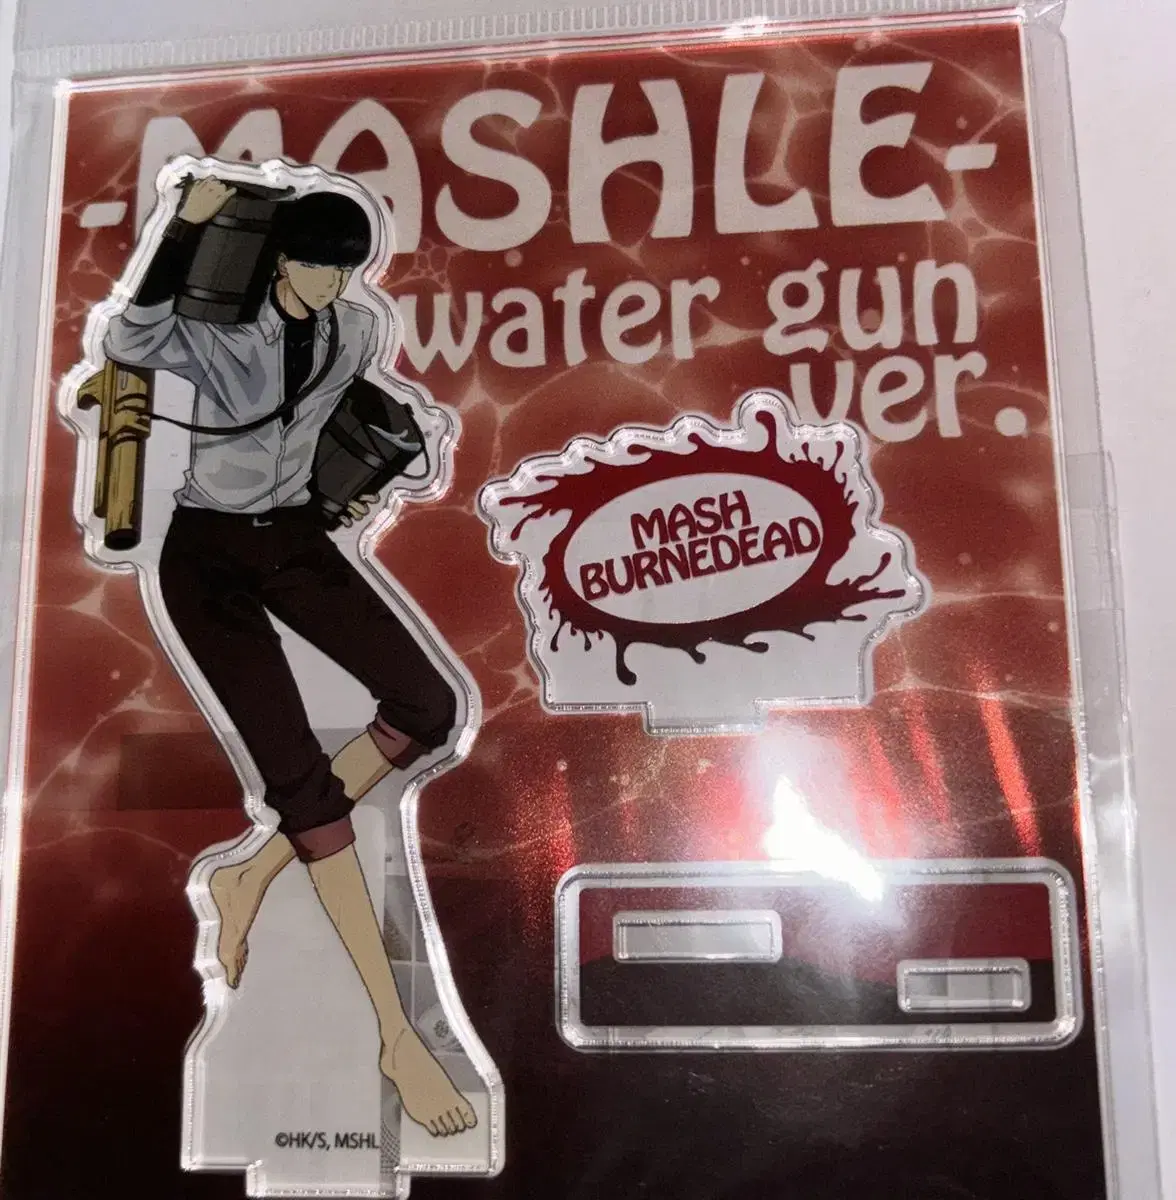 -MASHLE-
water gun
ver.
MASH
BURNEDEAD
©HK/S, MSHL